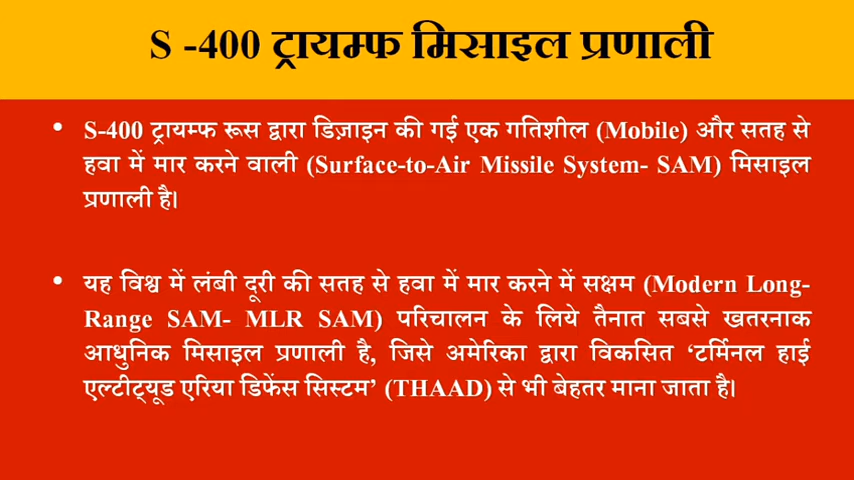 S -400 ट्रायम्फ मिसाइल प्रणाली
• S-400 ट्रायम्फ रूस द्वारा डिज़ाइन की गई एक गतिशील (Mobile) और सतह से
हवा में मार करने वाली (Surface-to-Air Missile System- SAM) मिसाइल
प्रणाली है।
• यह विश्व में लंबी दूरी की सतह से हवा में मार करने में सक्षम (Modern Long-
Range SAM- MLR SAM) परिचालन के लिये तैनात सबसे खतरनाक
आधुनिक मिसाइल प्रणाली है, जिसे अमेरिका द्वारा विकसित ‘टर्मिनल हाई
एल्टीट्यूड एरिया डिफेंस सिस्टम’ (THAAD) से भी बेहतर माना जाता है।